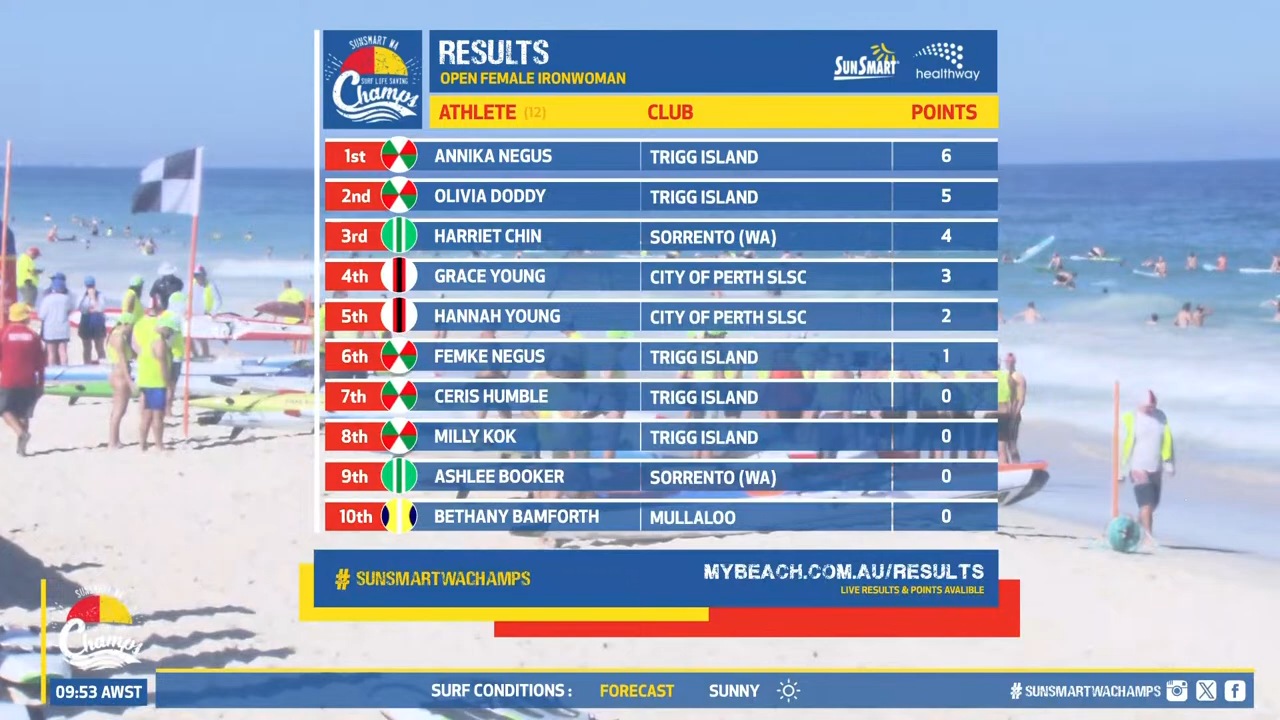 SUNSMART WA
SURF LIFE SAVING
Champs
RESULTS
OPEN FEMALE IRONWOMAN
SUNSMART
healthway
ATHLETE (12) CLUB POINTS
1st ANNIKA NEGUS TRIGG ISLAND 6
2nd OLIVIA DODDY TRIGG ISLAND 5
3rd HARRIET CHIN SORRENTO (WA) 4
4th GRACE YOUNG CITY OF PERTH SLSC 3
5th HANNAH YOUNG CITY OF PERTH SLSC 2
6th FEMKE NEGUS TRIGG ISLAND 1
7th CERIS HUMBLE TRIGG ISLAND 0
8th MILLY KOK TRIGG ISLAND 0
9th ASHLEE BOOKER SORRENTO (WA) 0
10th BETHANY BAMFORTH MULLALOO 0
# SUNSMARTWACHAMPS
MYBEACH.COM.AU/RESULTS
LIVE RESULTS & POINTS AVALIBLE
Champs
09:53 AWST
SURF CONDITIONS : FORECAST SUNNY
#SUNSMARTWACHAMPS